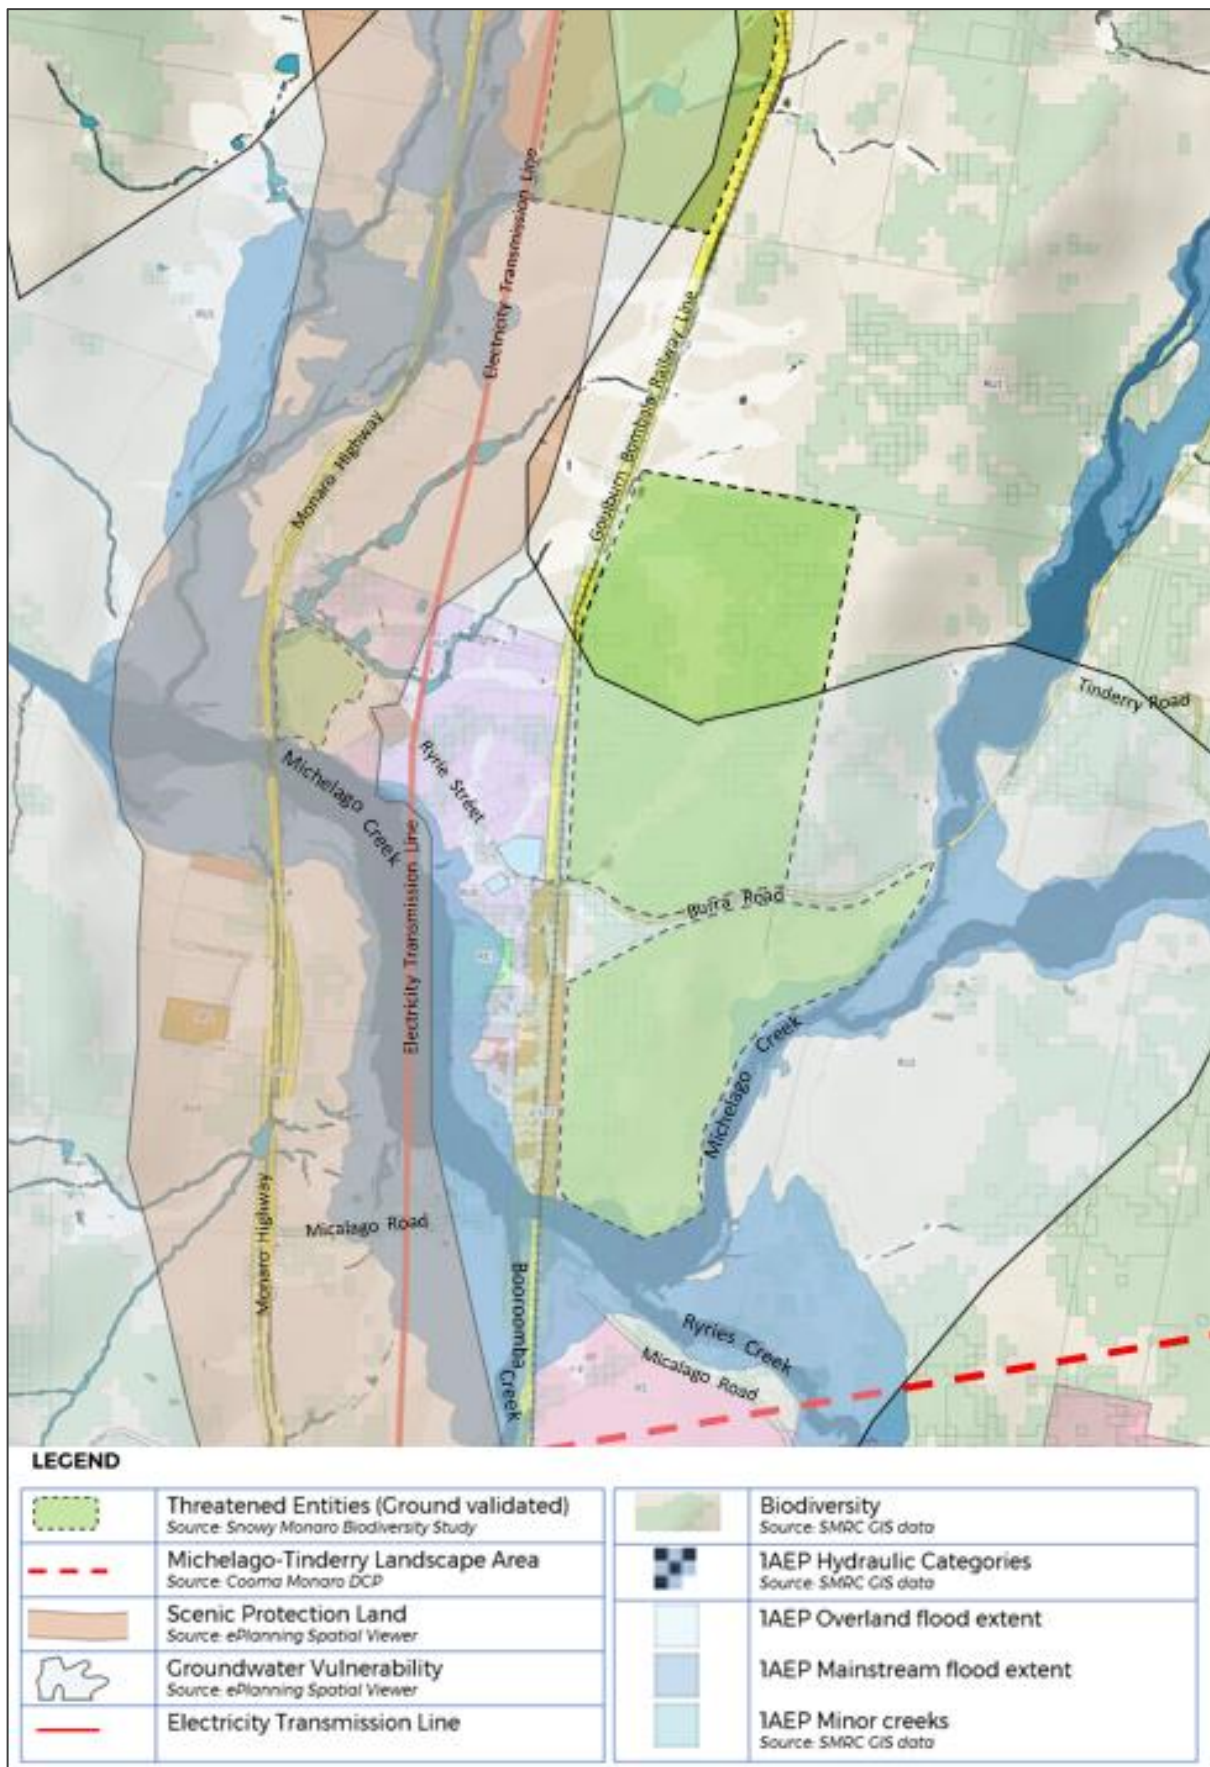 Electricity Transmission Line
Goulburn Bombala Railway Line
RU1
Monaro Highway
Tinderry Road
Ryrie Street
Michelago Creek
Electricity Transmission Line
Burra Road
Michelago Creek
Monaro Highway
Micalago Road
Booroomba Creek
Ryries Creek
Micalago Road
LEGEND
Threatened Entities (Ground validated)
Source: Snowy Monaro Biodiversity Study
Michelago-Tinderry Landscape Area
Source: Cooma Monaro DCP
Scenic Protection Land
Source: ePlanning Spatial Viewer
Groundwater Vulnerability
Source: ePlanning Spatial Viewer
Electricity Transmission Line
Biodiversity
Source: SMRC GIS data
1AEP Hydraulic Categories
Source: SMRC GIS data
1AEP Overland flood extent
1AEP Mainstream flood extent
1AEP Minor creeks
Source: SMRC GIS data